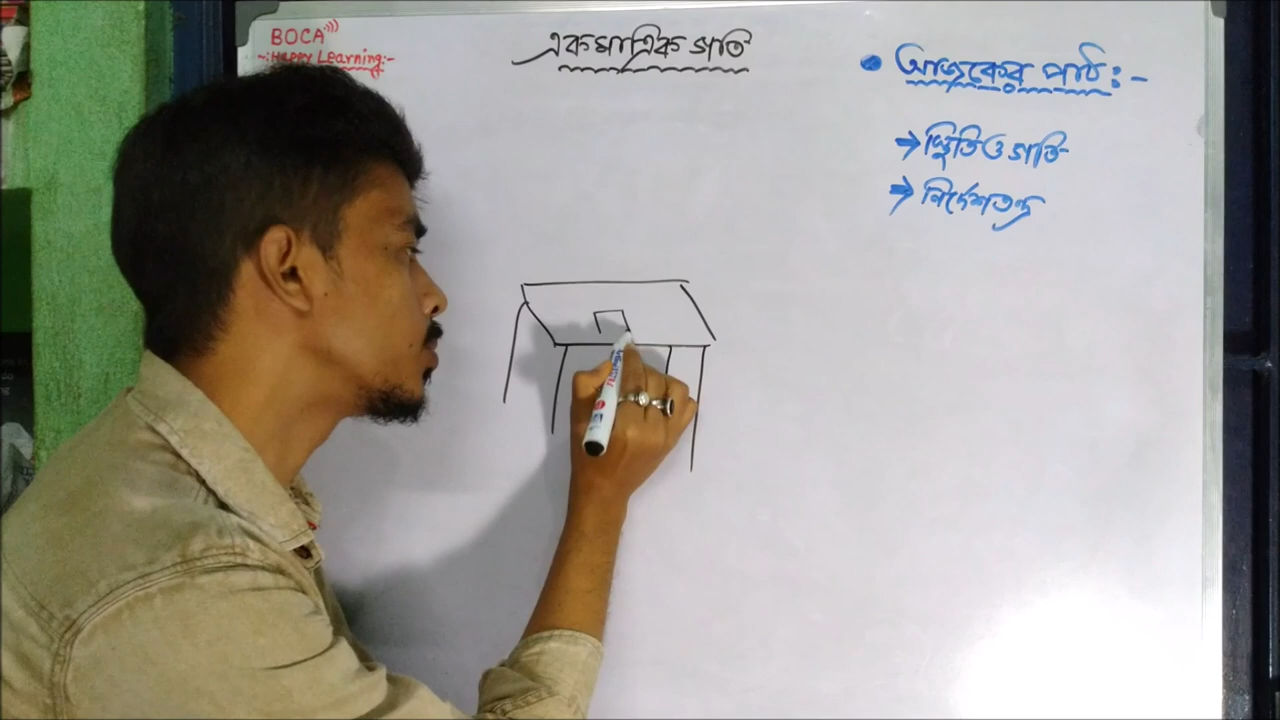 BOCA
~:Happy Learning:~
একমাত্রিক গতি
আজকের পাঠ:-
→ স্থিতি ও গতি
→ নির্দেশতন্ত্র